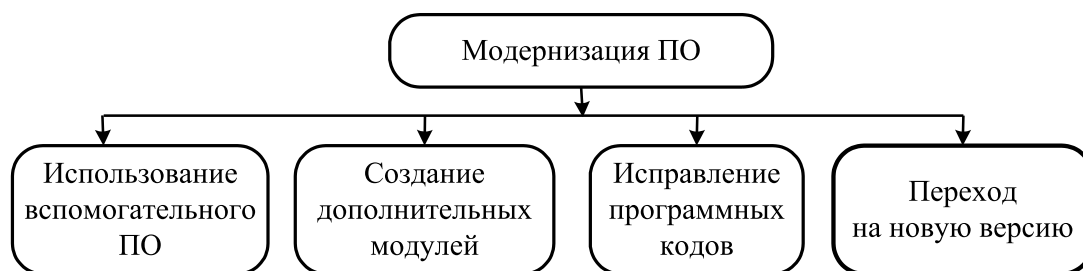 Модернизация ПО
Использование
вспомогательного
ПО
Создание
дополнительных
модулей
Исправление
программных
кодов
Переход
на новую версию